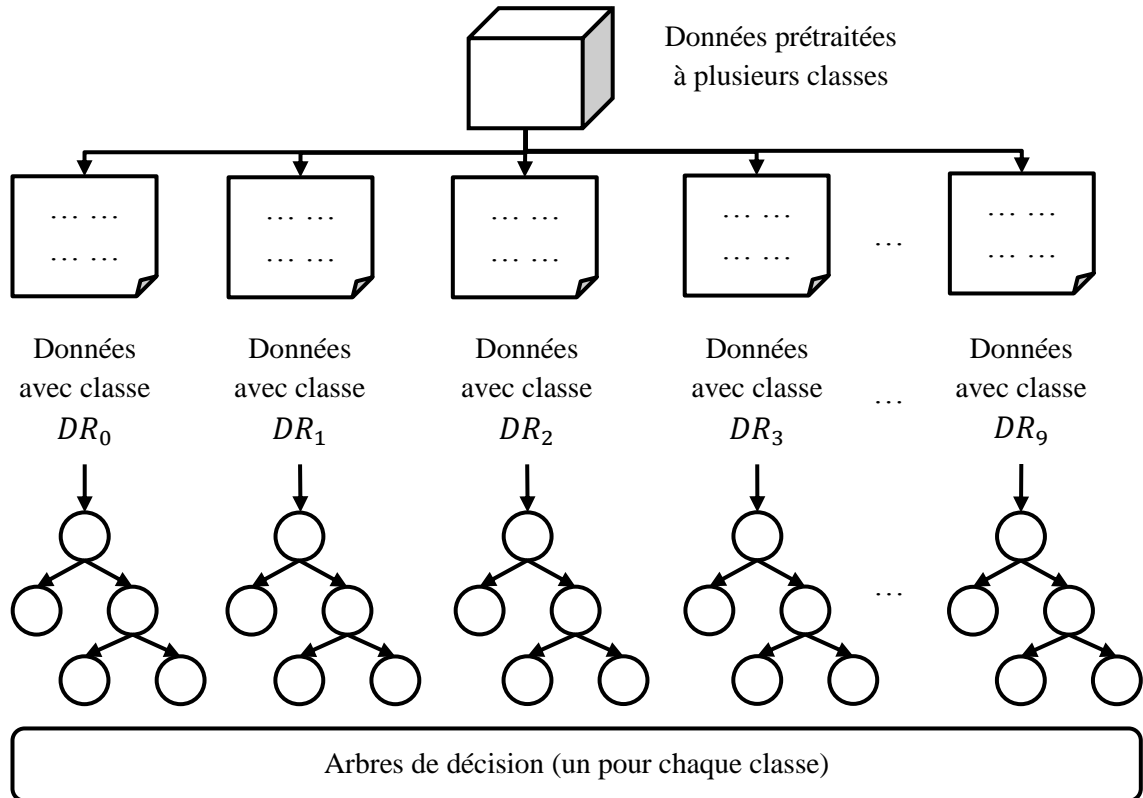 Données prétraitées
à plusieurs classes
… …
… …
… …
… …
… …
… …
… …
… …
…
… …
… …
Données
avec classe
DR₀
Données
avec classe
DR₁
Données
avec classe
DR₂
Données
avec classe
DR₃
…
Données
avec classe
DR₉
…
Arbres de décision (un pour chaque classe)